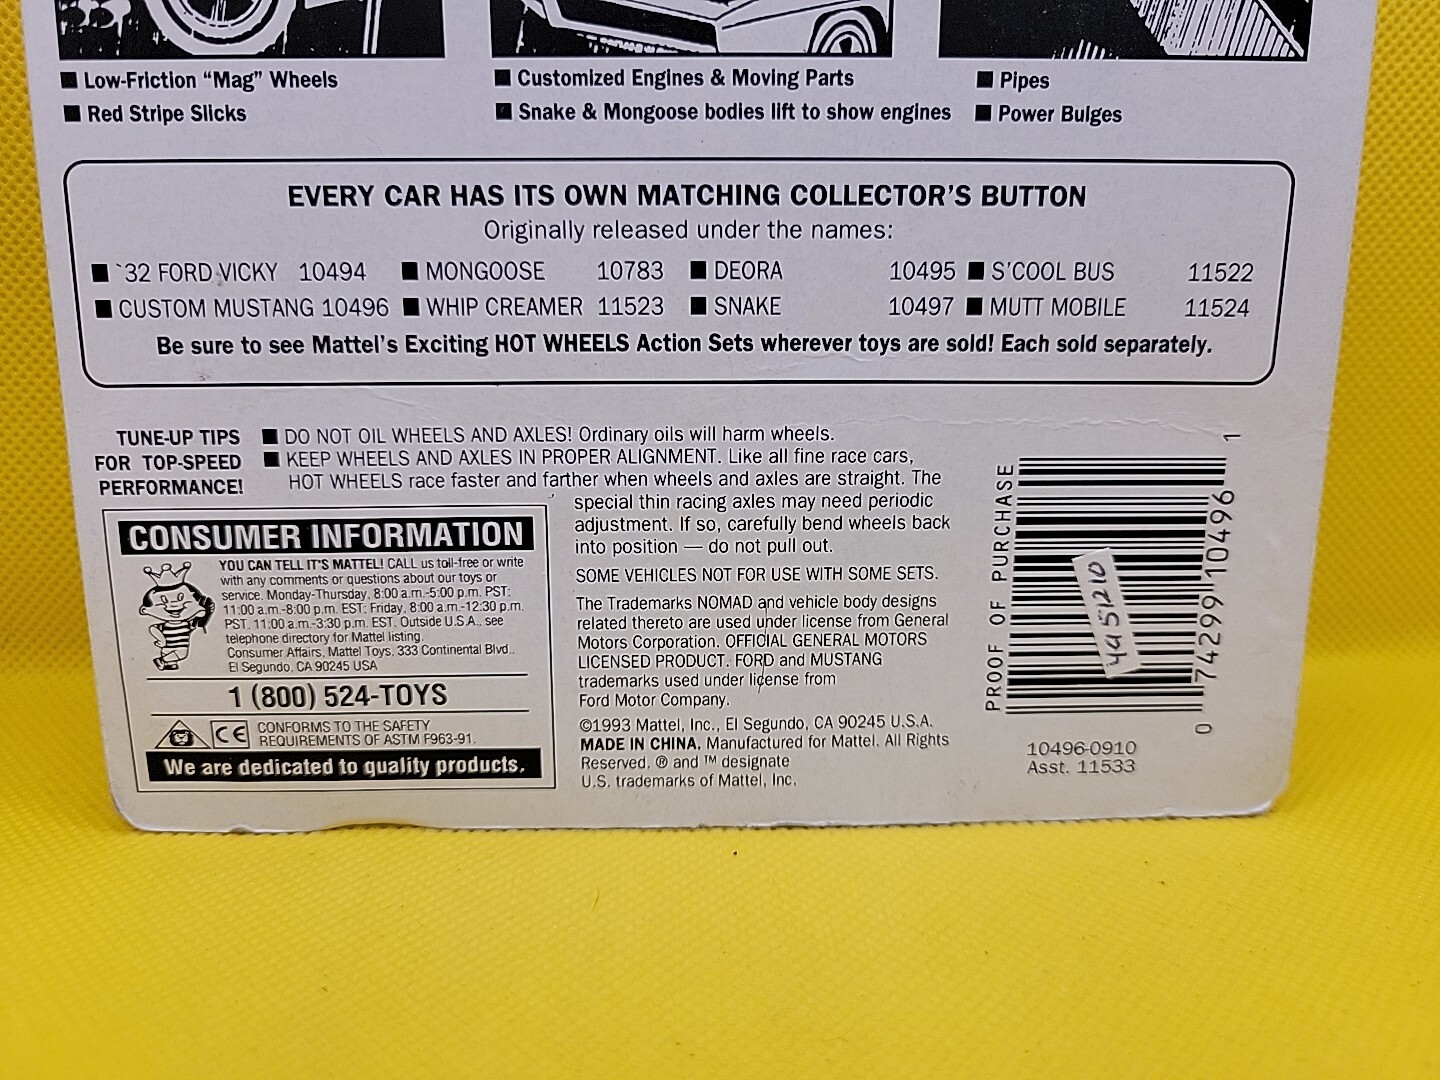 ■ Low-Friction “Mag” Wheels
■ Red Stripe Slicks
■ Customized Engines & Moving Parts
■ Snake & Mongoose bodies lift to show engines
■ Pipes
■ Power Bulges
EVERY CAR HAS ITS OWN MATCHING COLLECTOR'S BUTTON
Originally released under the names:
■ `32 FORD VICKY 10494 ■ MONGOOSE 10783 ■ DEORA 10495 ■ S'COOL BUS 11522
■ CUSTOM MUSTANG 10496 ■ WHIP CREAMER 11523 ■ SNAKE 10497 ■ MUTT MOBILE 11524
Be sure to see Mattel's Exciting HOT WHEELS Action Sets wherever toys are sold! Each sold separately.
TUNE-UP TIPS
FOR TOP-SPEED
PERFORMANCE!
■ DO NOT OIL WHEELS AND AXLES! Ordinary oils will harm wheels.
■ KEEP WHEELS AND AXLES IN PROPER ALIGNMENT. Like all fine race cars,
HOT WHEELS race faster and farther when wheels and axles are straight. The
special thin racing axles may need periodic
adjustment. If so, carefully bend wheels back
into position — do not pull out.
SOME VEHICLES NOT FOR USE WITH SOME SETS.
The Trademarks NOMAD and vehicle body designs
related thereto are used under license from General
Motors Corporation. OFFICIAL GENERAL MOTORS
LICENSED PRODUCT. FORD and MUSTANG
trademarks used under license from
Ford Motor Company.
©1993 Mattel, Inc., El Segundo, CA 90245 U.S.A.
MADE IN CHINA. Manufactured for Mattel. All Rights
Reserved. ® and ™ designate
U.S. trademarks of Mattel, Inc.
CONSUMER INFORMATION
YOU CAN TELL IT'S MATTEL! CALL us toll-free or write
with any comments or questions about our toys or
service. Monday-Thursday, 8:00 a.m.-5:00 p.m. PST;
11:00 a.m.-8:00 p.m. EST; Friday, 8:00 a.m.-12:30 p.m.
PST, 11:00 a.m.-3:30 p.m. EST. Outside U.S.A., see
telephone directory for Mattel listing.
Consumer Affairs, Mattel Toys, 333 Continental Blvd.,
El Segundo, CA 90245 USA
1 (800) 524-TOYS
CE
CONFORMS TO THE SAFETY
REQUIREMENTS OF ASTM F963-91.
We are dedicated to quality products.
PROOF OF PURCHASE
0 74299 10496 1
10496-0910
Asst. 11533